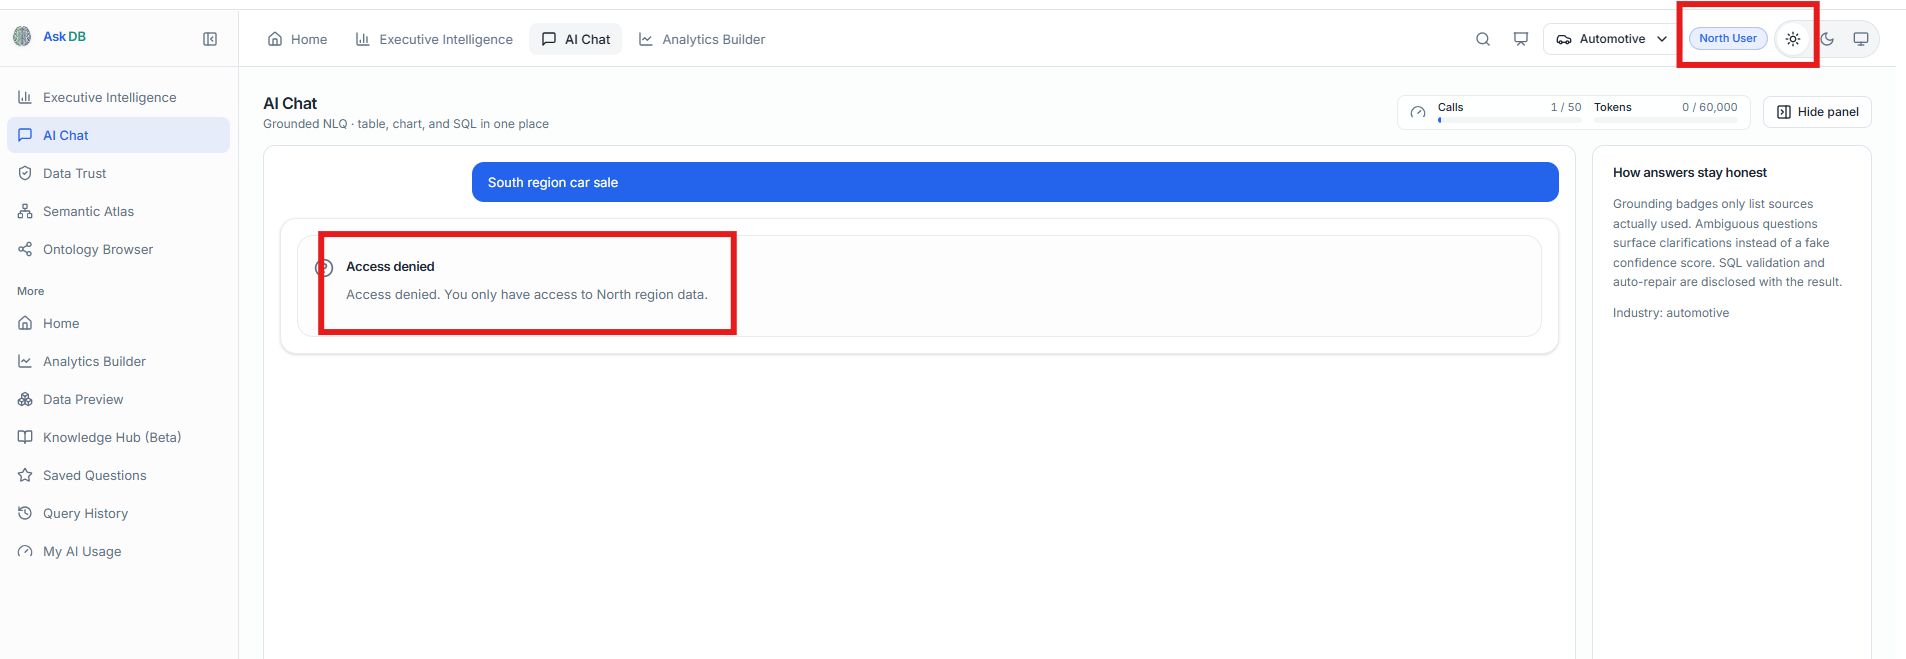 Ask DB
Home
Executive Intelligence
AI Chat
Analytics Builder
Automotive
North User
Executive Intelligence
AI Chat
Data Trust
Semantic Atlas
Ontology Browser
More
Home
Analytics Builder
Data Preview
Knowledge Hub (Beta)
Saved Questions
Query History
My AI Usage
AI Chat
Grounded NLQ · table, chart, and SQL in one place
Calls 1 / 50
Tokens 0 / 60,000
Hide panel
South region car sale
Access denied
Access denied. You only have access to North region data.
How answers stay honest
Grounding badges only list sources
actually used. Ambiguous questions
surface clarifications instead of a fake
confidence score. SQL validation and
auto-repair are disclosed with the result.
Industry: automotive